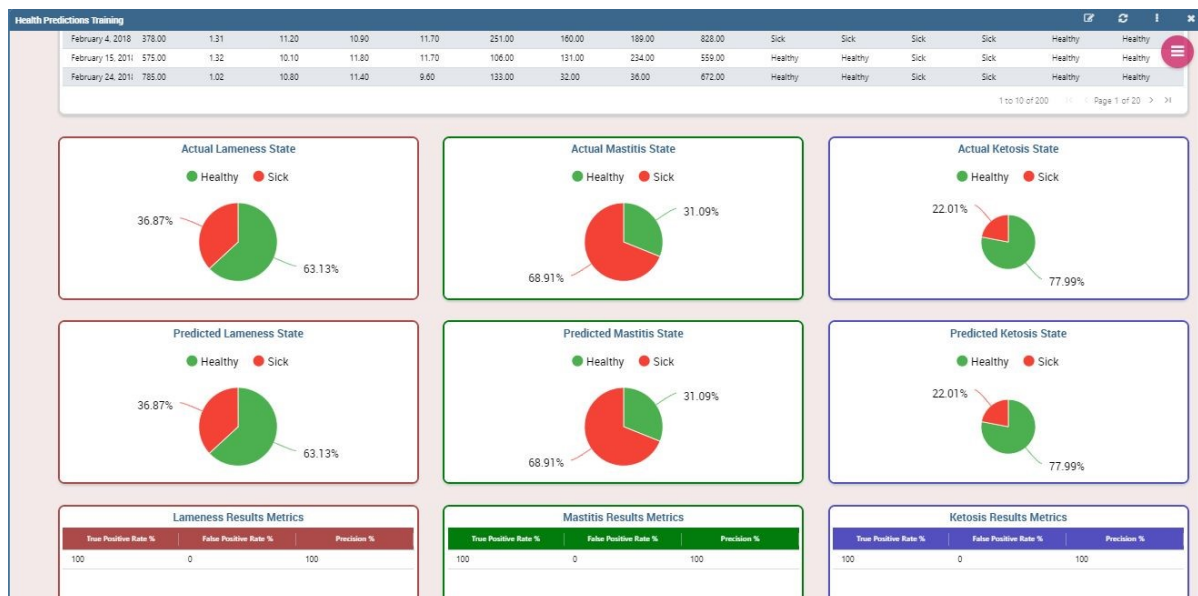 Health Predictions Training
February 4, 2018 378.00 1.31 11.20 10.90 11.70 251.00 160.00 189.00 828.00 Sick Sick Sick Sick Healthy Healthy
February 15, 201 575.00 1.32 10.10 11.80 11.70 106.00 131.00 234.00 559.00 Healthy Healthy Sick Sick Healthy Healthy
February 24, 201 785.00 1.02 10.80 11.40 9.60 133.00 32.00 36.00 672.00 Healthy Healthy Sick Sick Healthy Healthy
1 to 10 of 200 Page 1 of 20
Actual Lameness State
Healthy Sick
36.87%
63.13%
Actual Mastitis State
Healthy Sick
31.09%
68.91%
Actual Ketosis State
Healthy Sick
22.01%
77.99%
Predicted Lameness State
Healthy Sick
36.87%
63.13%
Predicted Mastitis State
Healthy Sick
31.09%
68.91%
Predicted Ketosis State
Healthy Sick
22.01%
77.99%
Lameness Results Metrics
True Positive Rate % False Positive Rate % Precision %
100 0 100
Mastitis Results Metrics
True Positive Rate % False Positive Rate % Precision %
100 0 100
Ketosis Results Metrics
True Positive Rate % False Positive Rate % Precision %
100 0 100